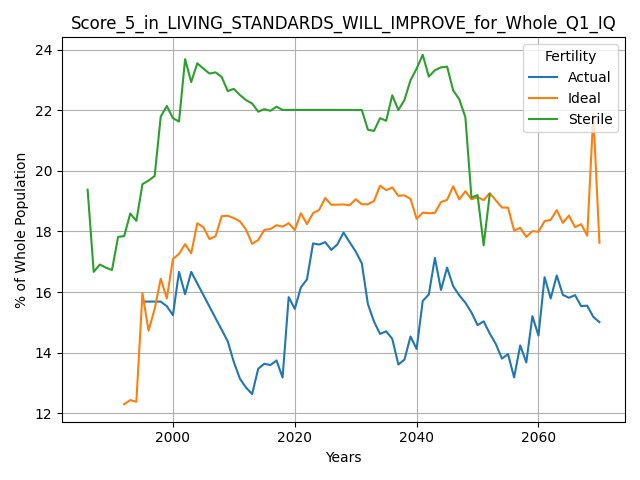 Score_5_in_LIVING_STANDARDS_WILL_IMPROVE_for_Whole_Q1_IQ
Fertility
Actual
Ideal
Sterile
24
22
20
18
16
14
12
% of Whole Population
2000
2020
2040
2060
Years